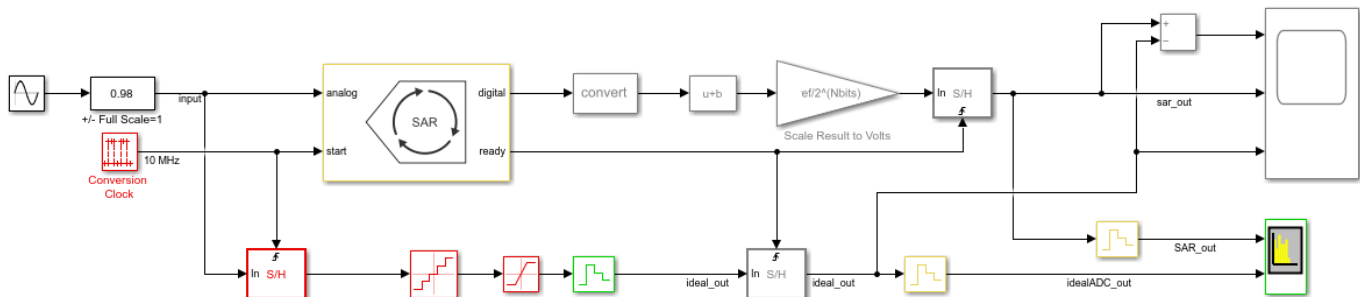 +
−
0.98
input
analog
digital
convert
u+b
ef/2^(Nbits)
In
S/H
sar_out
+/- Full Scale=1
SAR
Scale Result to Volts
start
ready
10 MHz
Conversion
Clock
In
S/H
ideal_out
In
S/H
ideal_out
idealADC_out
SAR_out